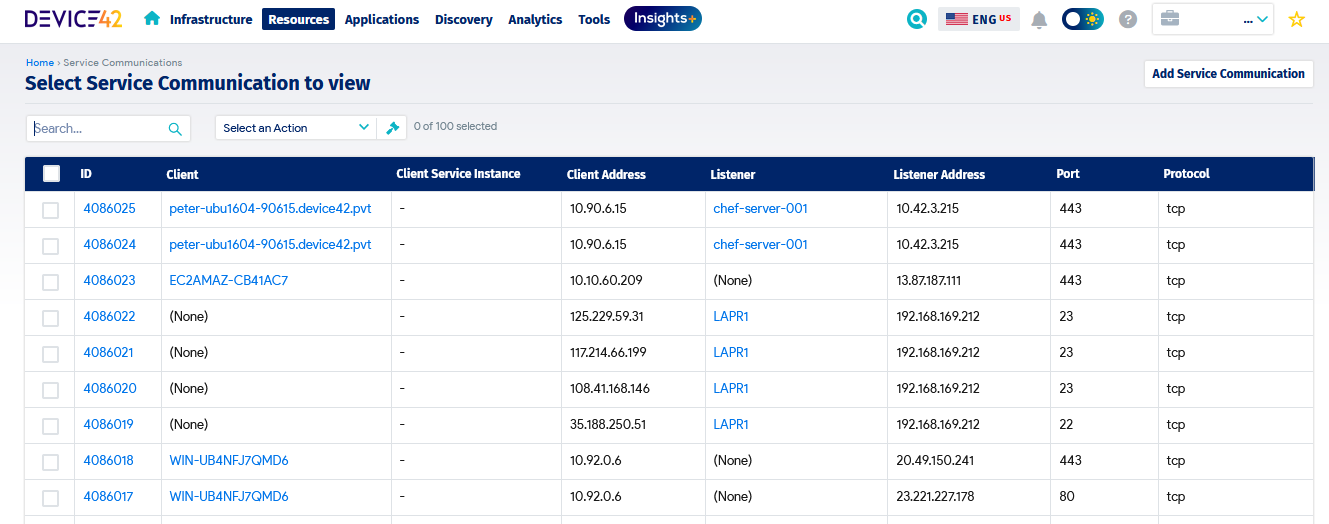 DEVICE42 Infrastructure Resources Applications Devices Discovery Analytics Tools Insights+ ENG US ...
Home › Service Communications
Select Service Communication to view
Add Service Communication
Search... Select an Action 0 of 100 selected
ID Client Client Service Instance Client Address Listener Listener Address Port Protocol
4086025 peter-ubu1604-90615.device42.pvt - 10.90.6.15 chef-server-001 10.42.3.215 443 tcp
4086024 peter-ubu1604-90615.device42.pvt - 10.90.6.15 chef-server-001 10.42.3.215 443 tcp
4086023 EC2AMAZ-CB41AC7 - 10.10.60.209 (None) 13.87.187.111 443 tcp
4086022 (None) - 125.229.59.31 LAPR1 192.168.169.212 23 tcp
4086021 (None) - 117.214.66.199 LAPR1 192.168.169.212 23 tcp
4086020 (None) - 108.41.168.146 LAPR1 192.168.169.212 23 tcp
4086019 (None) - 35.188.250.51 LAPR1 192.168.169.212 22 tcp
4086018 WIN-UB4NFJ7QMD6 - 10.92.0.6 (None) 20.49.150.241 443 tcp
4086017 WIN-UB4NFJ7QMD6 - 10.92.0.6 (None) 23.221.227.178 80 tcp